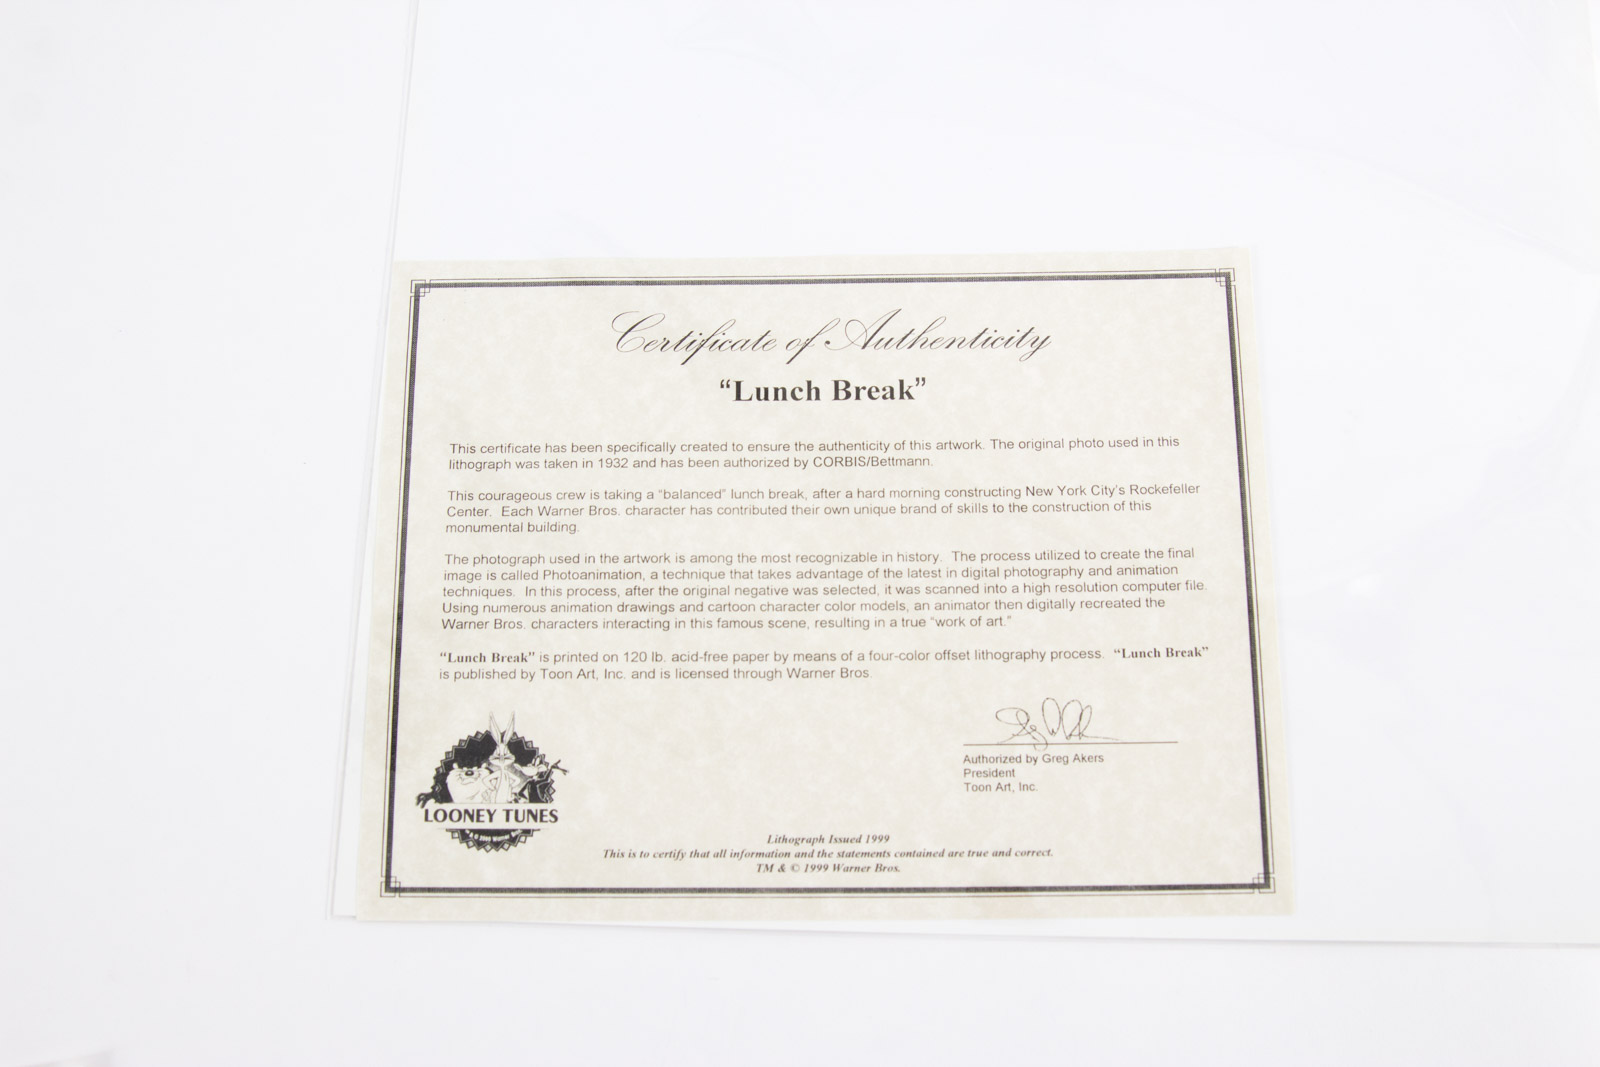 Certificate of Authenticity
“Lunch Break”
This certificate has been specifically created to ensure the authenticity of this artwork. The original photo used in this
lithograph was taken in 1932 and has been authorized by CORBIS/Bettmann.
This courageous crew is taking a “balanced” lunch break, after a hard morning constructing New York City's Rockefeller
Center. Each Warner Bros. character has contributed their own unique brand of skills to the construction of this
monumental building.
The photograph used in the artwork is among the most recognizable in history. The process utilized to create the final
image is called Photoanimation, a technique that takes advantage of the latest in digital photography and animation
techniques. In this process, after the original negative was selected, it was scanned into a high resolution computer file.
Using numerous animation drawings and cartoon character color models, an animator then digitally recreated the
Warner Bros. characters interacting in this famous scene, resulting in a true “work of art.”
“Lunch Break” is printed on 120 lb. acid-free paper by means of a four-color offset lithography process. “Lunch Break”
is published by Toon Art, Inc. and is licensed through Warner Bros.
Authorized by Greg Akers
President
Toon Art, Inc.
LOONEY TUNES
Lithograph Issued 1999
This is to certify that all information and the statements contained are true and correct.
TM & © 1999 Warner Bros.